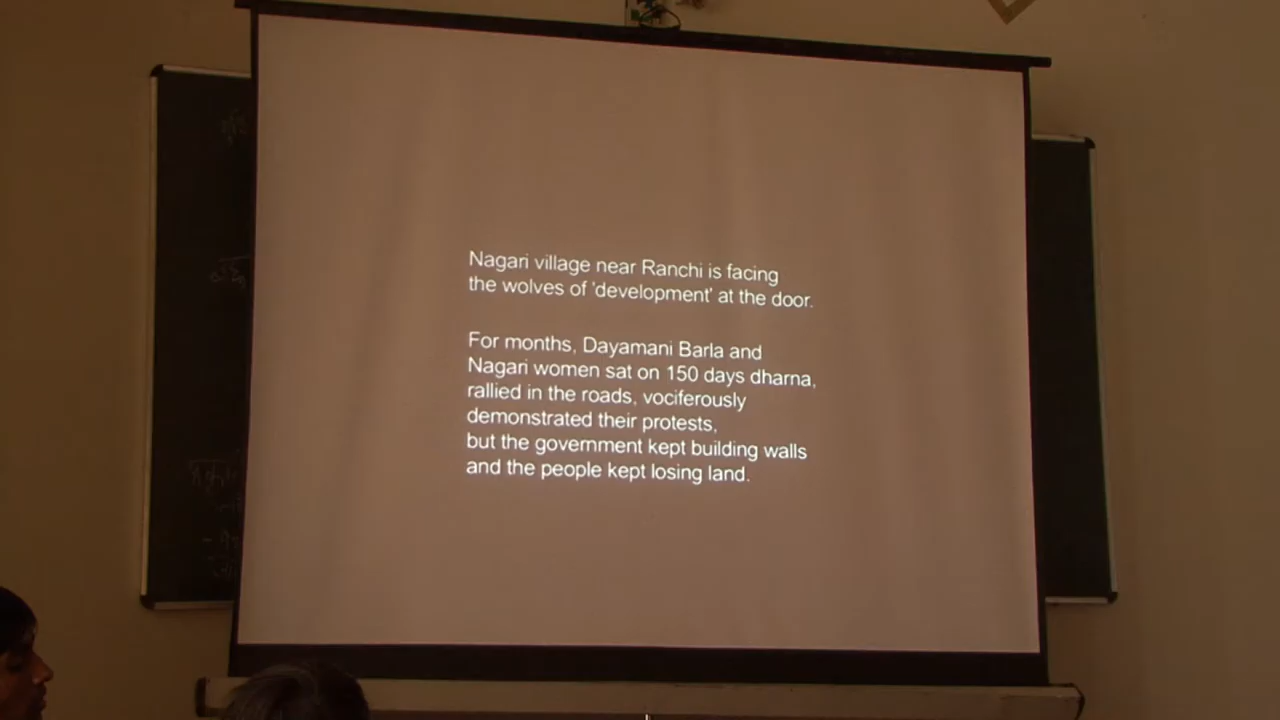 Nagari village near Ranchi is facing
the wolves of 'development' at the door.
For months, Dayamani Barla and
Nagari women sat on 150 days dharna,
rallied in the roads, vociferously
demonstrated their protests,
but the government kept building walls
and the people kept losing land.